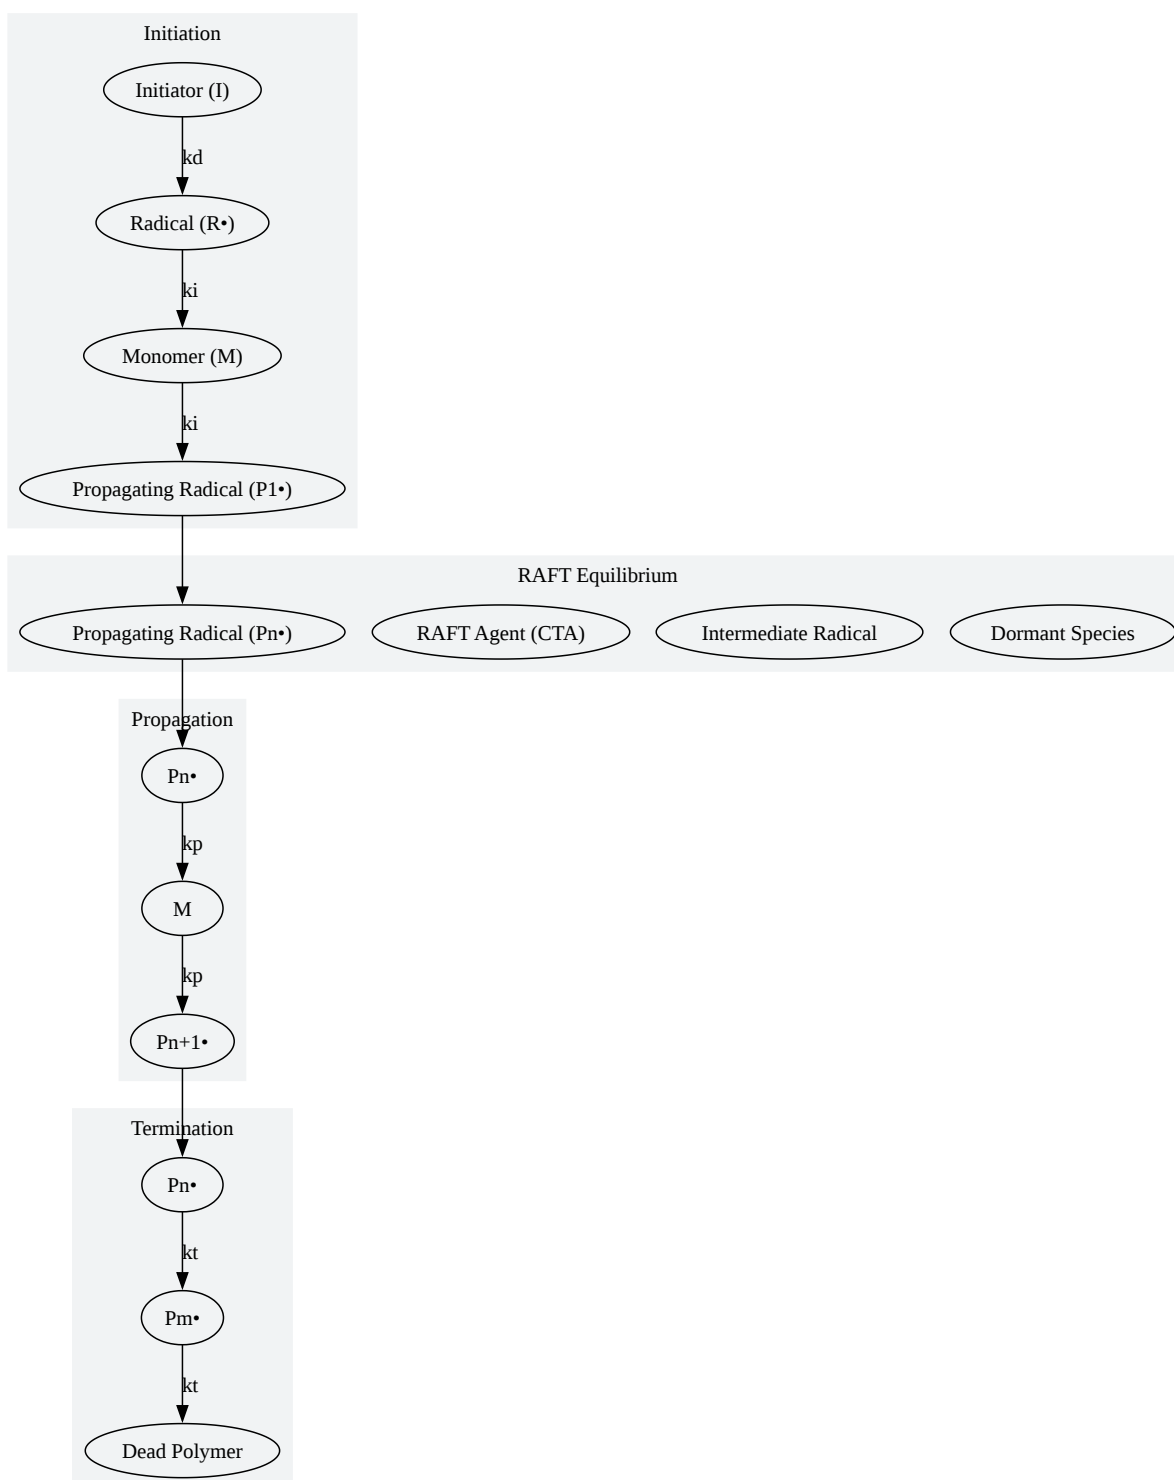 Initiation
Initiator (I)
kd
Radical (R•)
ki
Monomer (M)
ki
Propagating Radical (P1•)
RAFT Equilibrium
Propagating Radical (Pn•)
RAFT Agent (CTA)
Intermediate Radical
Dormant Species
Propagation
Pn•
kp
M
kp
Pn+1•
Termination
Pn•
kt
Pm•
kt
Dead Polymer